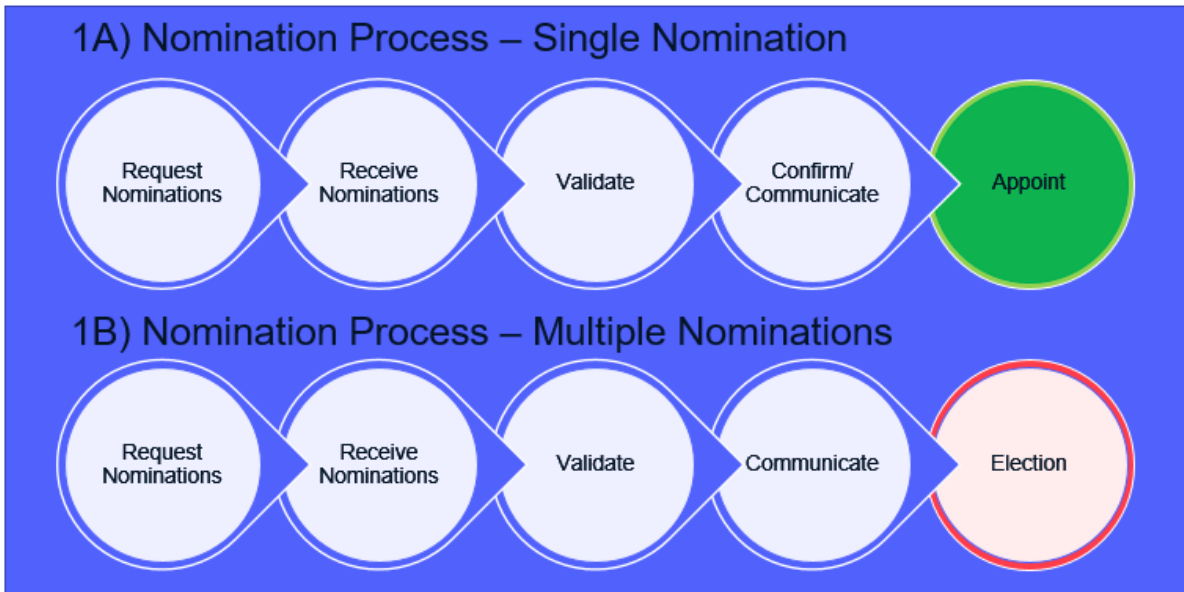 1A) Nomination Process – Single Nomination
Request
Nominations
Receive
Nominations
Validate
Confirm/
Communicate
Appoint
1B) Nomination Process – Multiple Nominations
Request
Nominations
Receive
Nominations
Validate
Communicate
Election